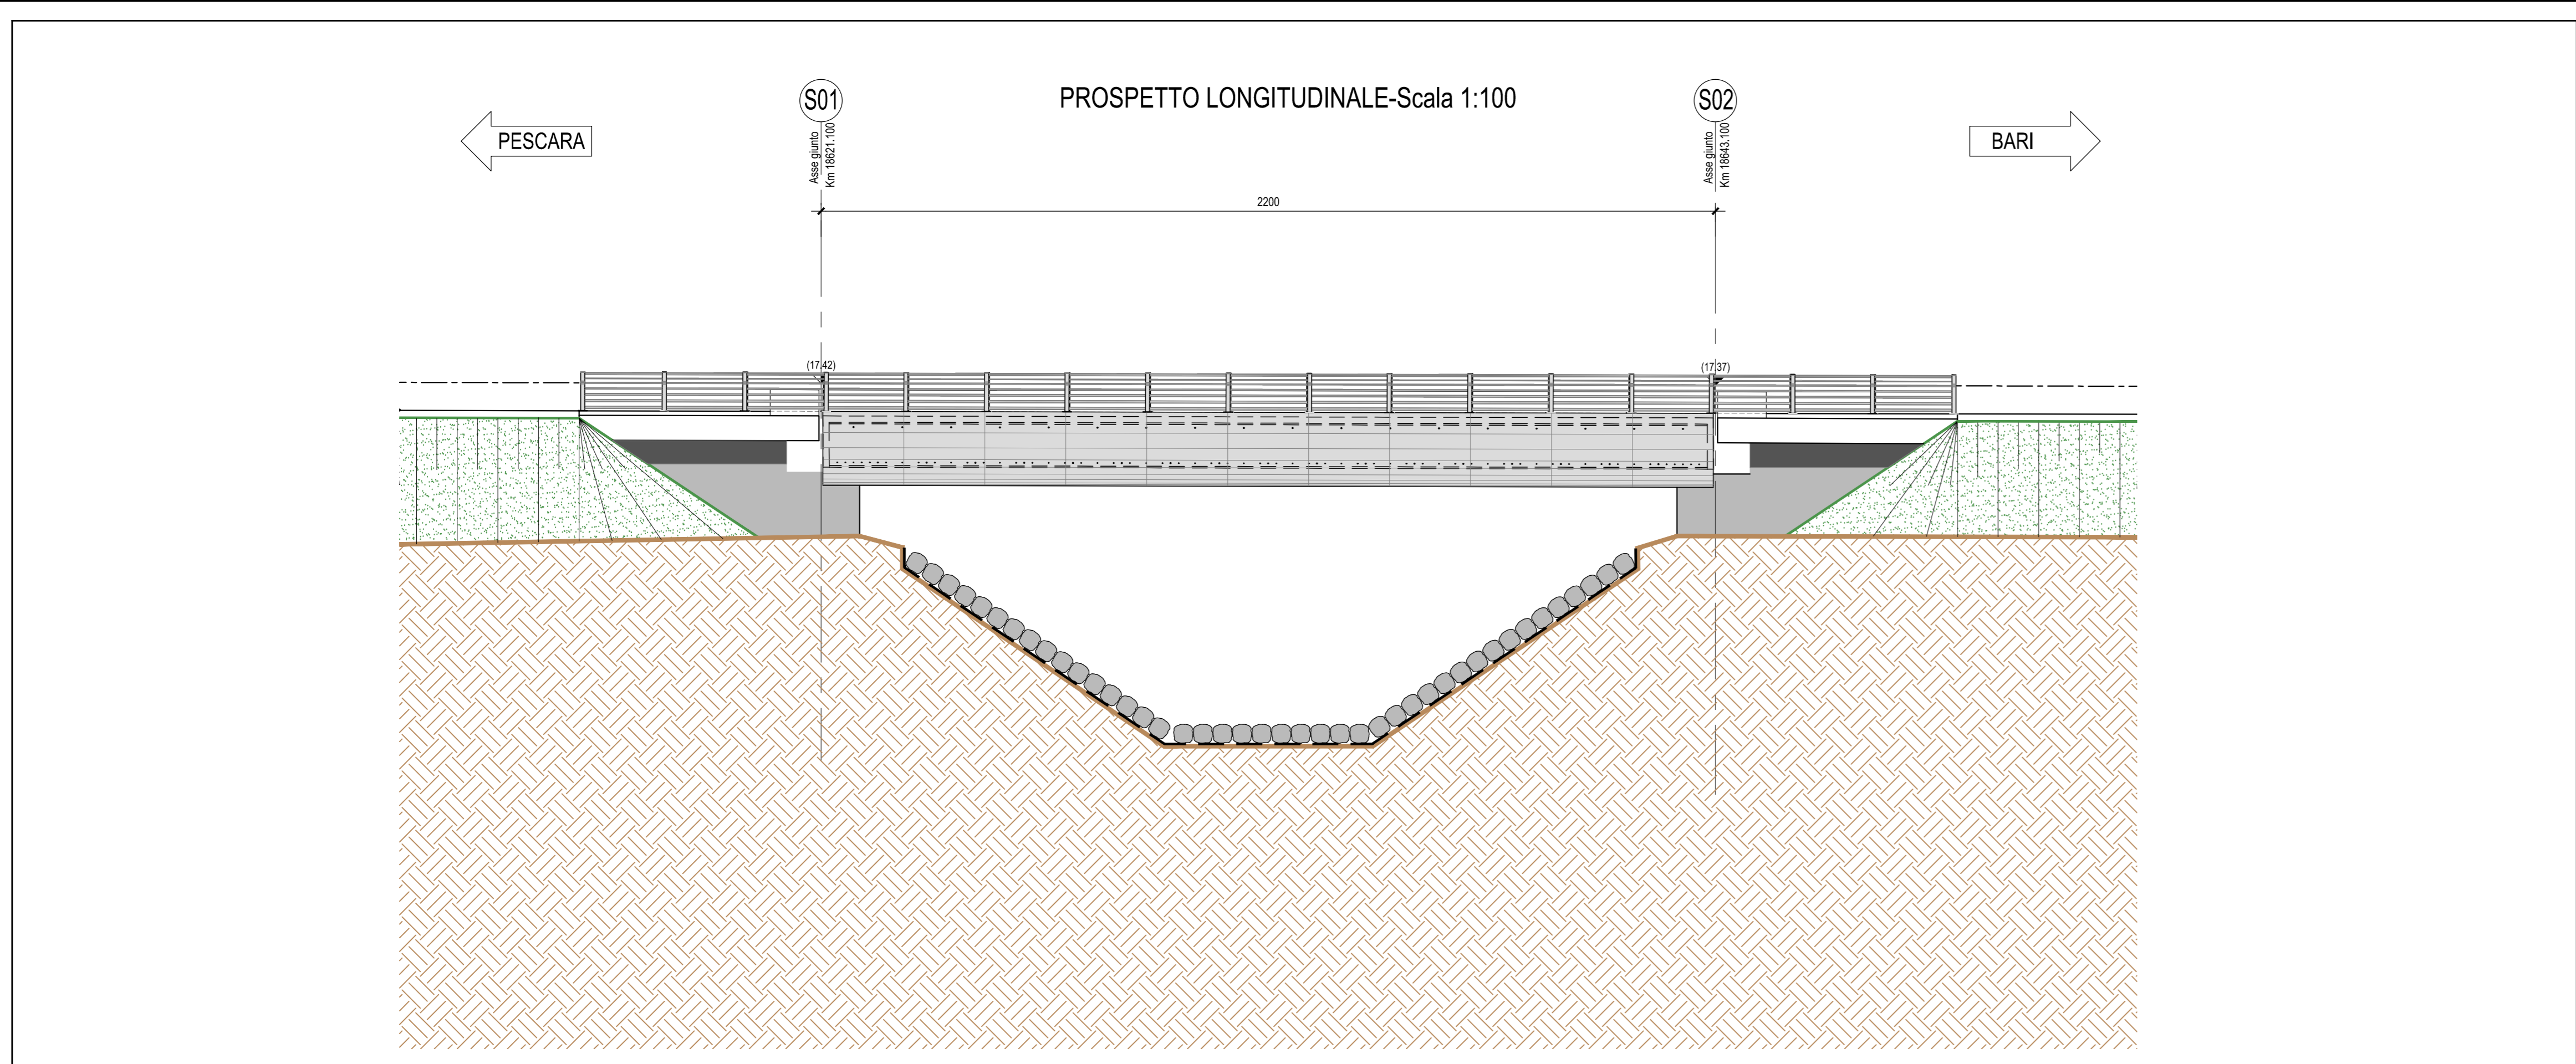 S01
PROSPETTO LONGITUDINALE-Scala 1:100
S02
PESCARA
Asse giunto
Km 18621.100
Asse giunto
Km 18643.100
BARI
2200
(17.42)
(17.37)